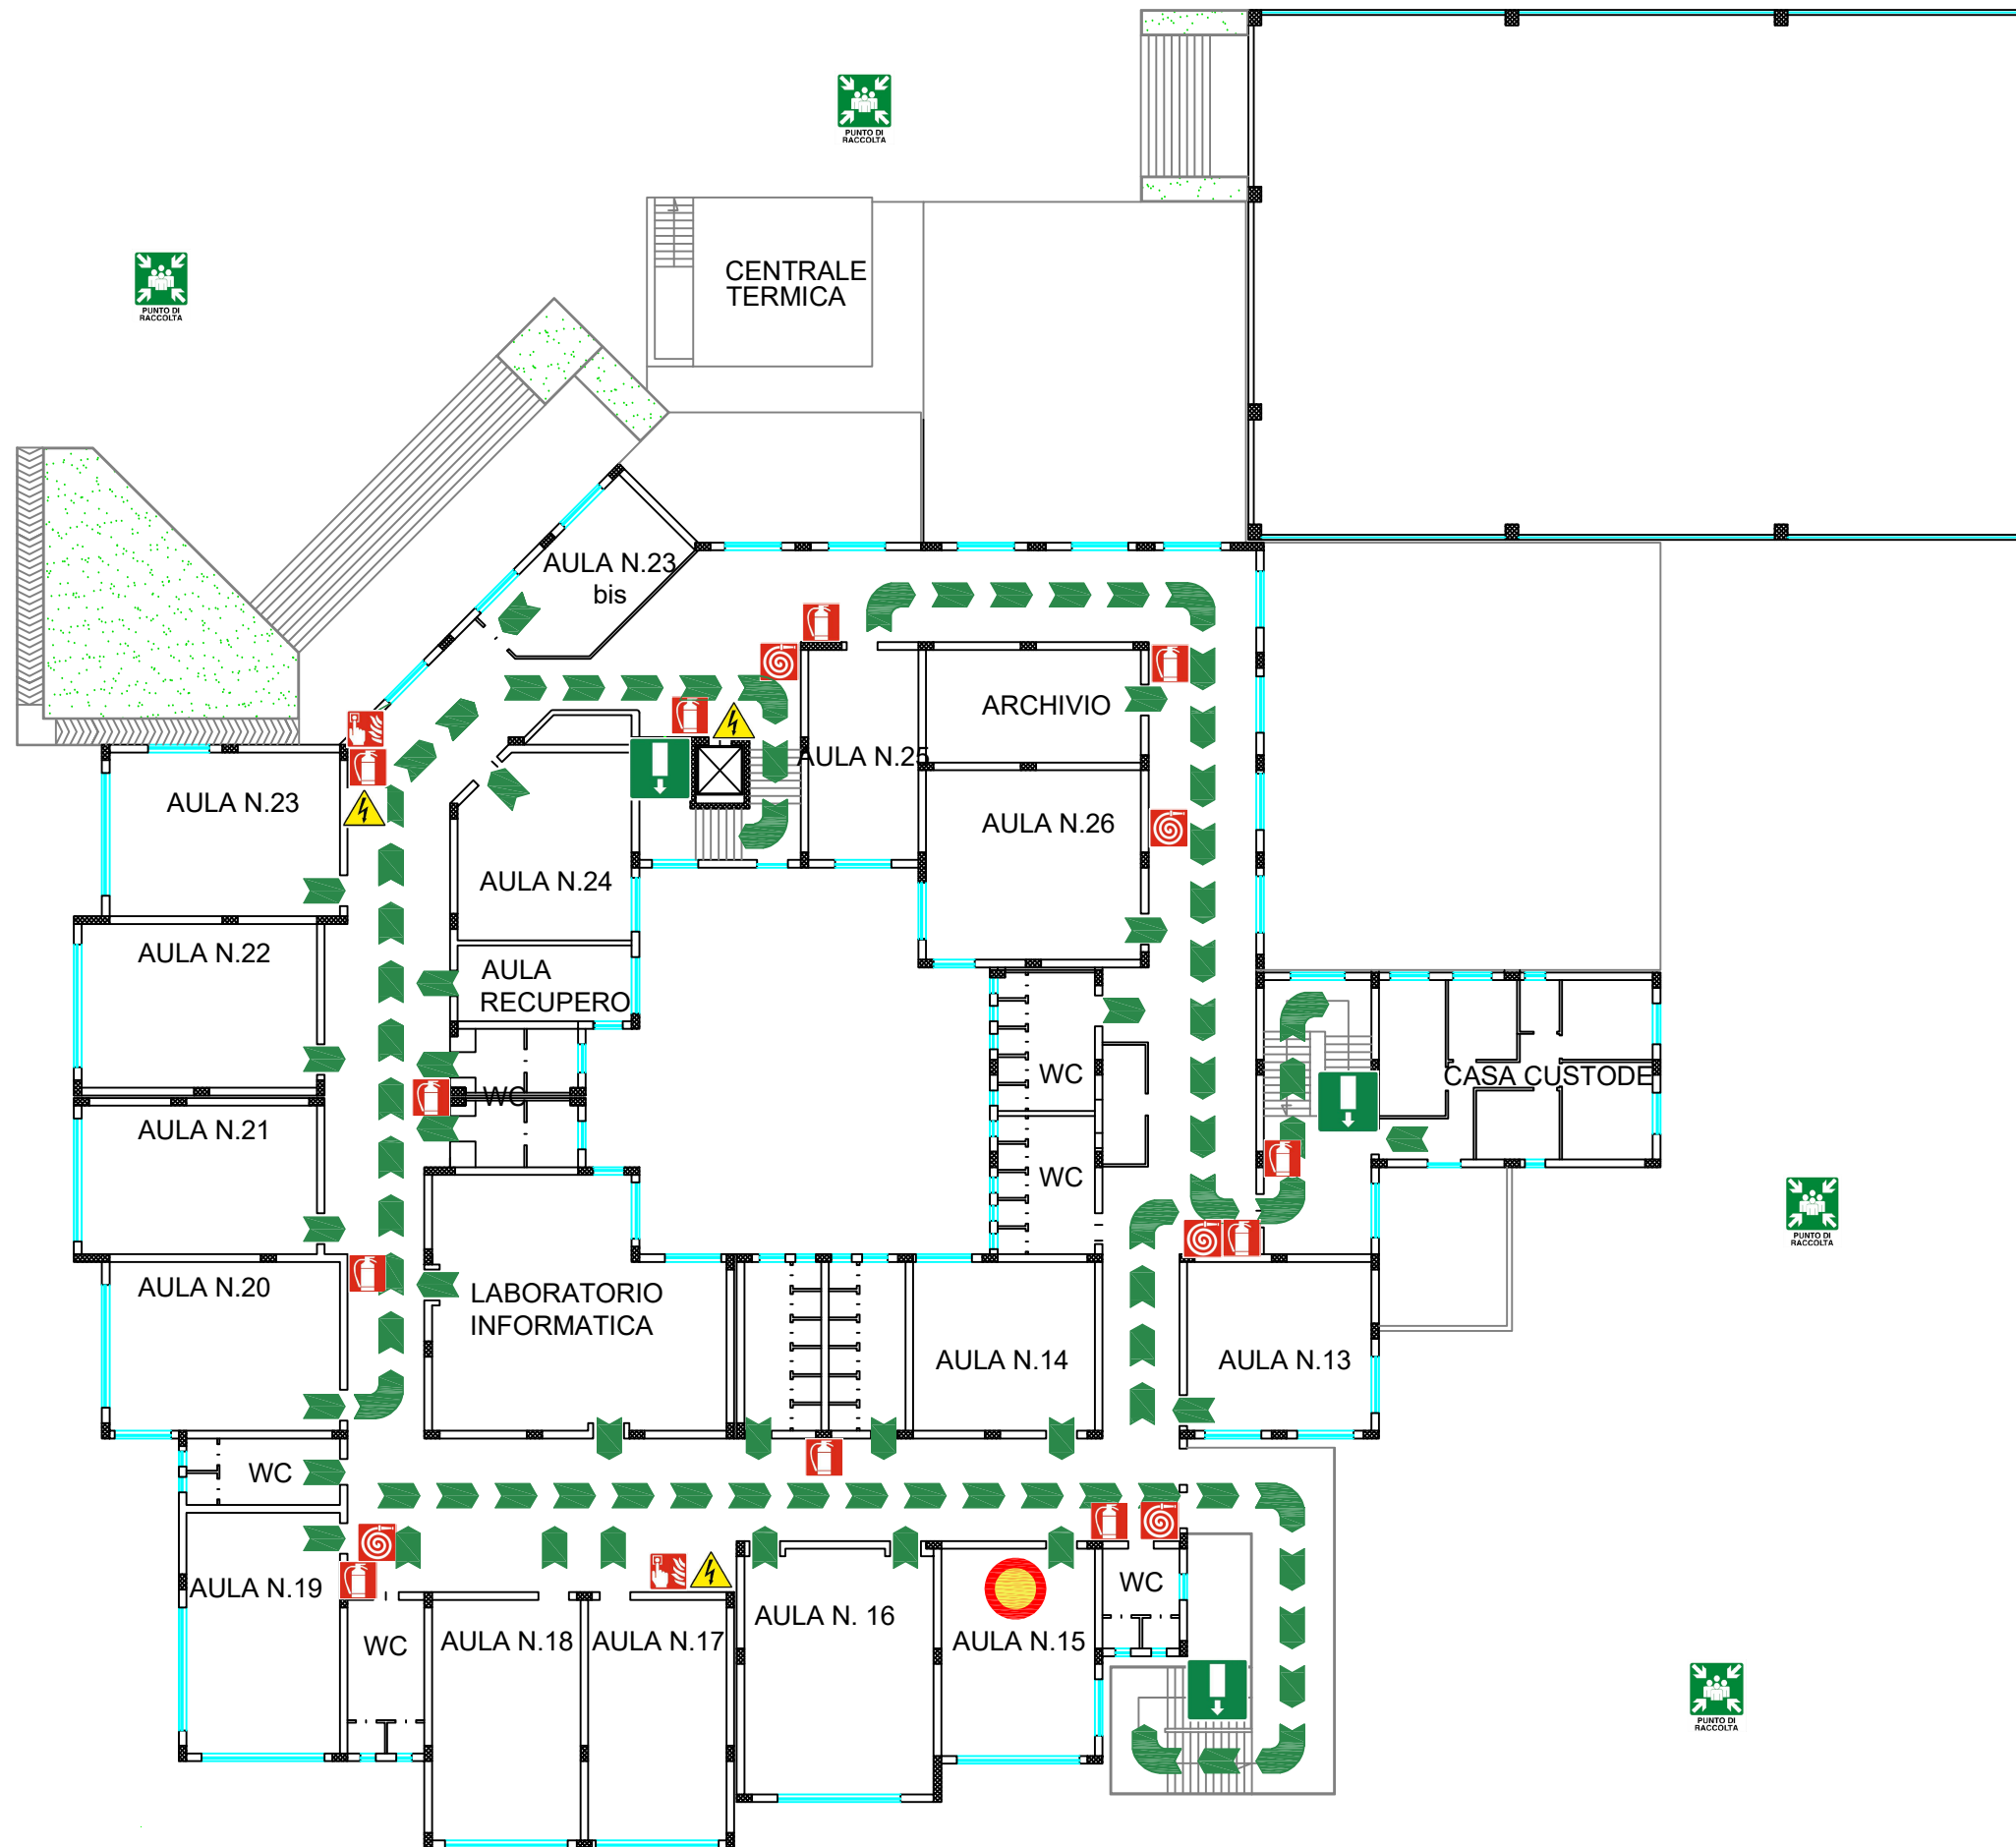 PUNTO DI
RACCOLTA
PUNTO DI
RACCOLTA
CENTRALE
TERMICA
AULA N.23
bis
ARCHIVIO
AULA N.25
AULA N.23
AULA N.26
AULA N.24
AULA N.22
AULA
RECUPERO
WC
CASA CUSTODE
WC
AULA N.21
WC
PUNTO DI
RACCOLTA
AULA N.20
LABORATORIO
INFORMATICA
AULA N.14
AULA N.13
WC
AULA N.19
WC
AULA N.18
AULA N.17
AULA N. 16
AULA N.15
WC
PUNTO DI
RACCOLTA